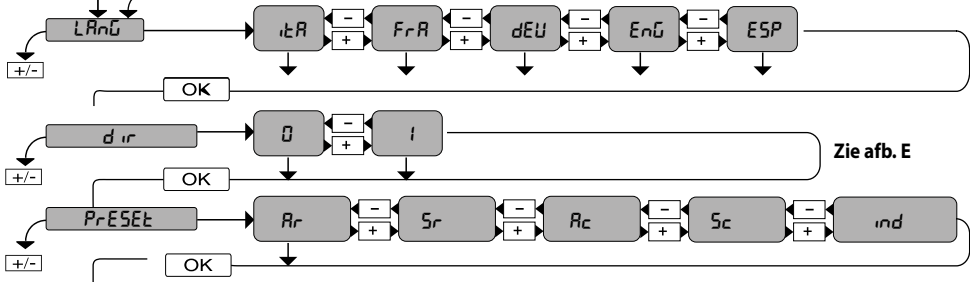 LAnG ItA - + FrA - + dEU - + EnG - + ESP
+/-
OK
dir 0 - + 1
Zie afb. E
+/-
OK
PrESEt Ar - + Sr - + Ac - + Sc - + ind
+/-
OK